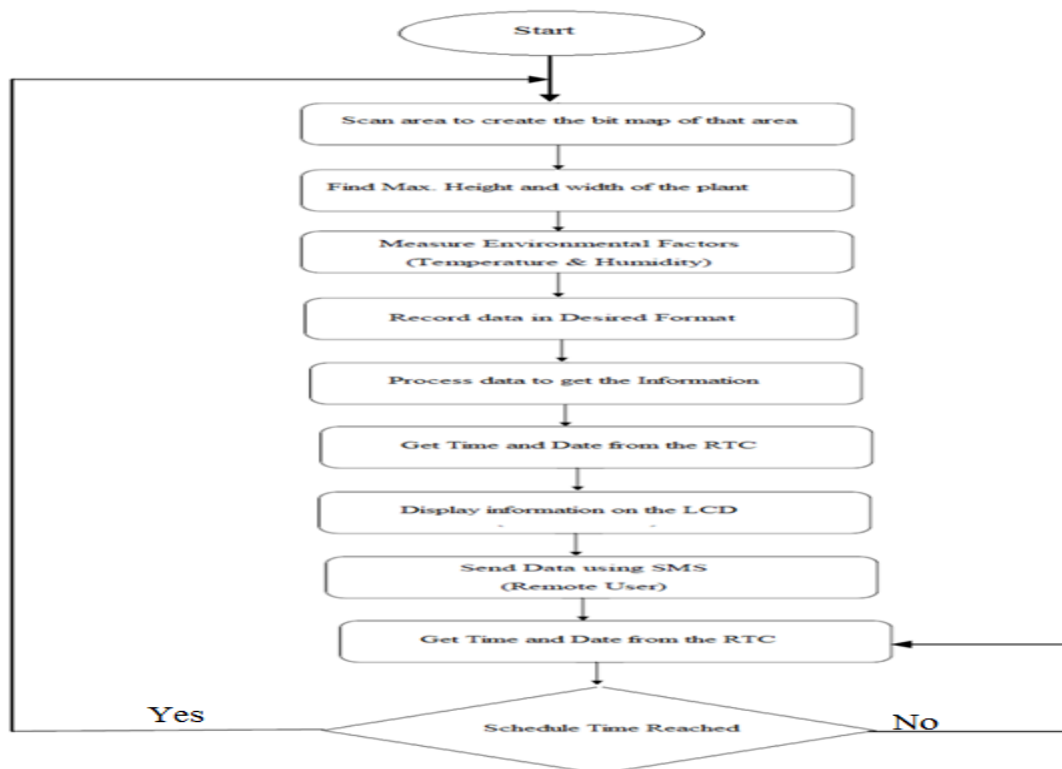 Start
Scan area to create the bit map of that area
Find Max. Height and width of the plant
Measure Environmental Factors
(Temperature & Humidity)
Record data in Desired Format
Process data to get the Information
Get Time and Date from the RTC
Display information on the LCD
Send Data using SMS
(Remote User)
Get Time and Date from the RTC
Schedule Time Reached
Yes
No